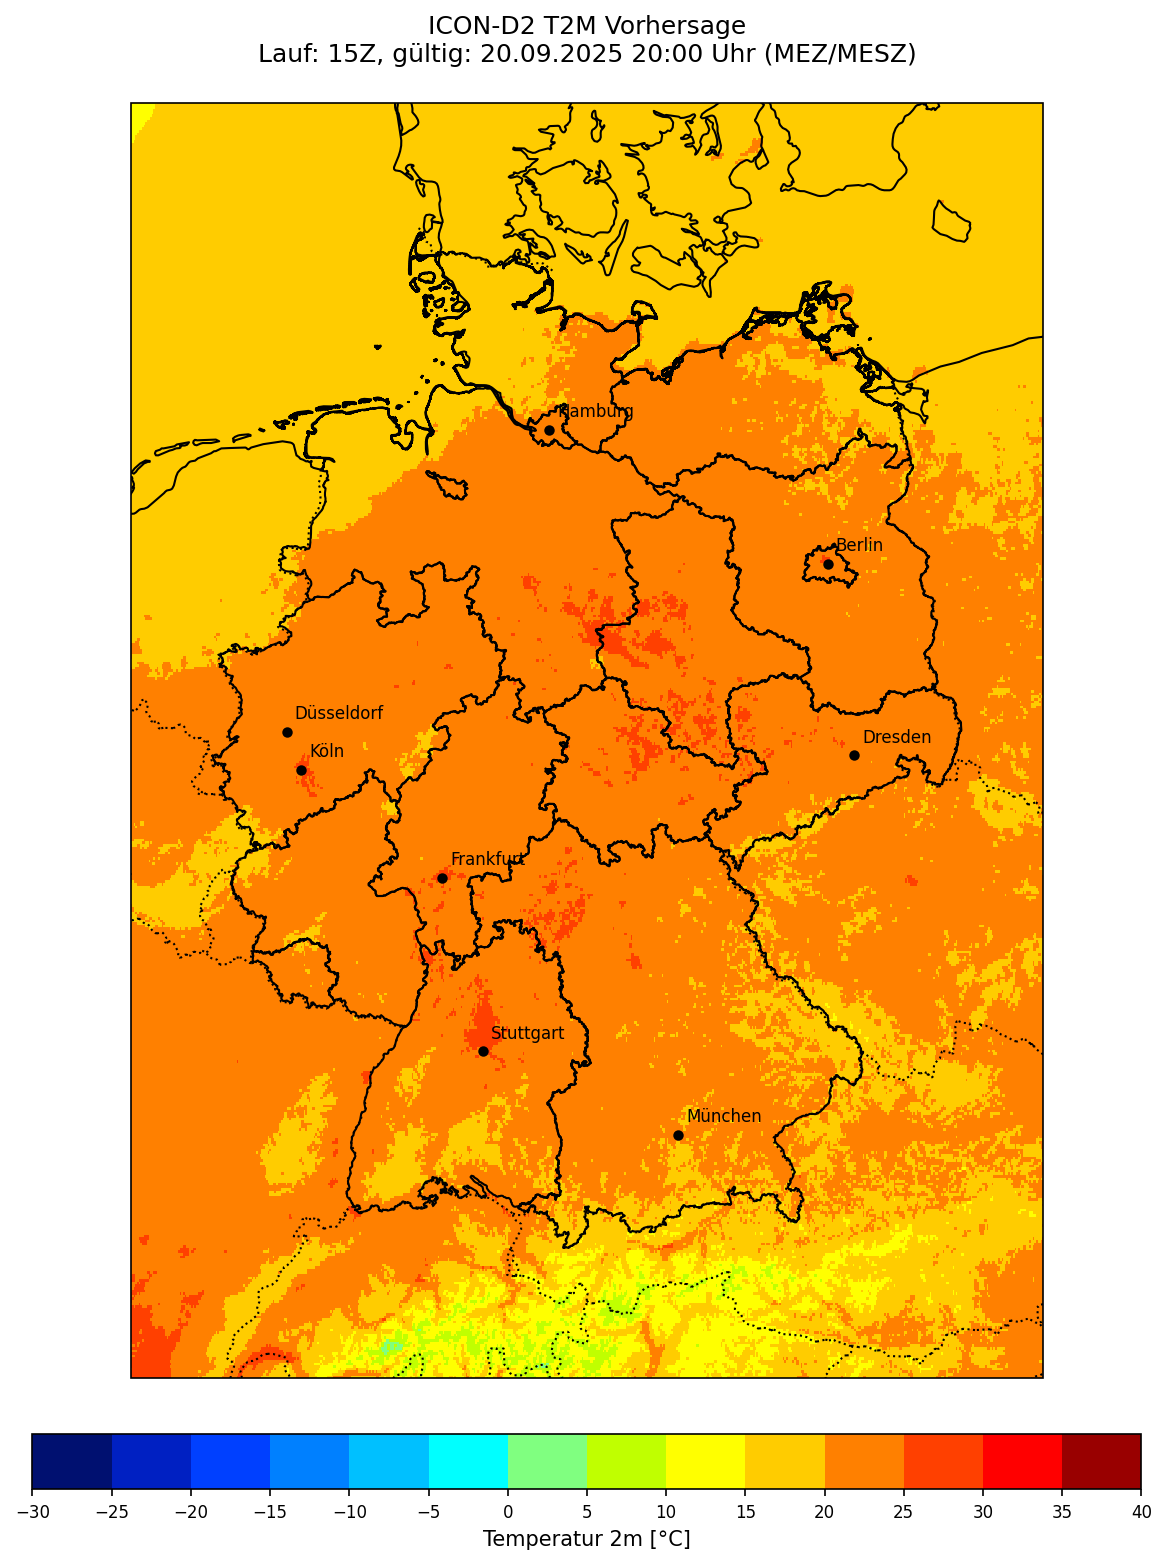 ICON-D2 T2M Vorhersage
Lauf: 15Z, gültig: 20.09.2025 20:00 Uhr (MEZ/MESZ)
Hamburg
Berlin
Düsseldorf
Köln
Dresden
Frankfurt
Stuttgart
München
−30 −25 −20 −15 −10 −5 0 5 10 15 20 25 30 35 40
Temperatur 2m [°C]